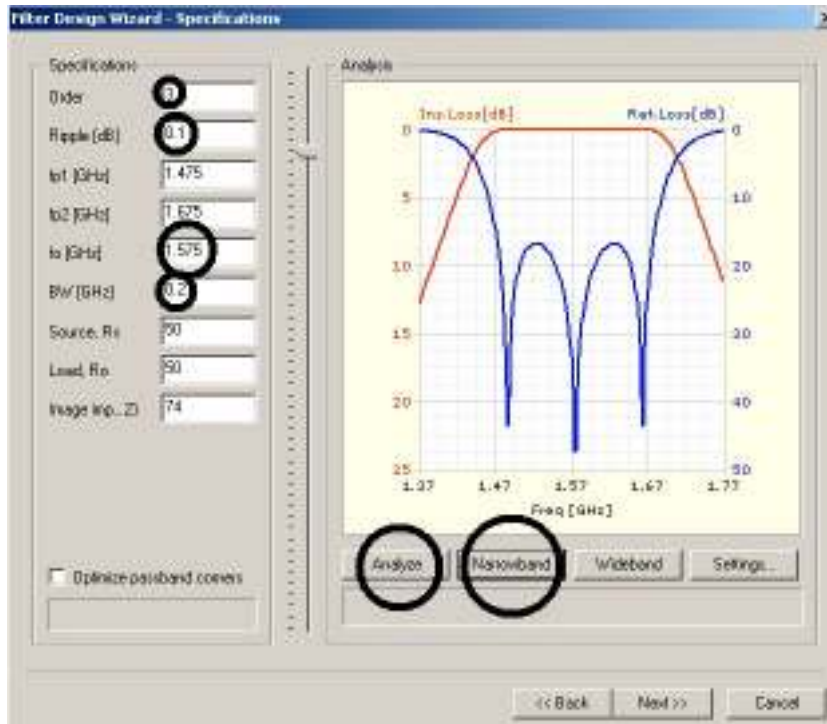 Filter Design Wizard - Specifications
Specifications
Order 3
Ripple [dB] 0.1
fp1 [GHz] 1.475
fp2 [GHz] 1.675
fo [GHz] 1.575
BW [GHz] 0.2
Source, Ro 50
Load, Ro 50
Image imp., ZI 74
Optimize passband corners
Analysis
Ins.Loss[dB] Ret.Loss[dB]
0 0
5 10
10 20
15 30
20 40
25 50
1.37 1.47 1.57 1.67 1.77
Freq [GHz]
Analyze Narrowband Wideband Settings...
<< Back Next >> Cancel